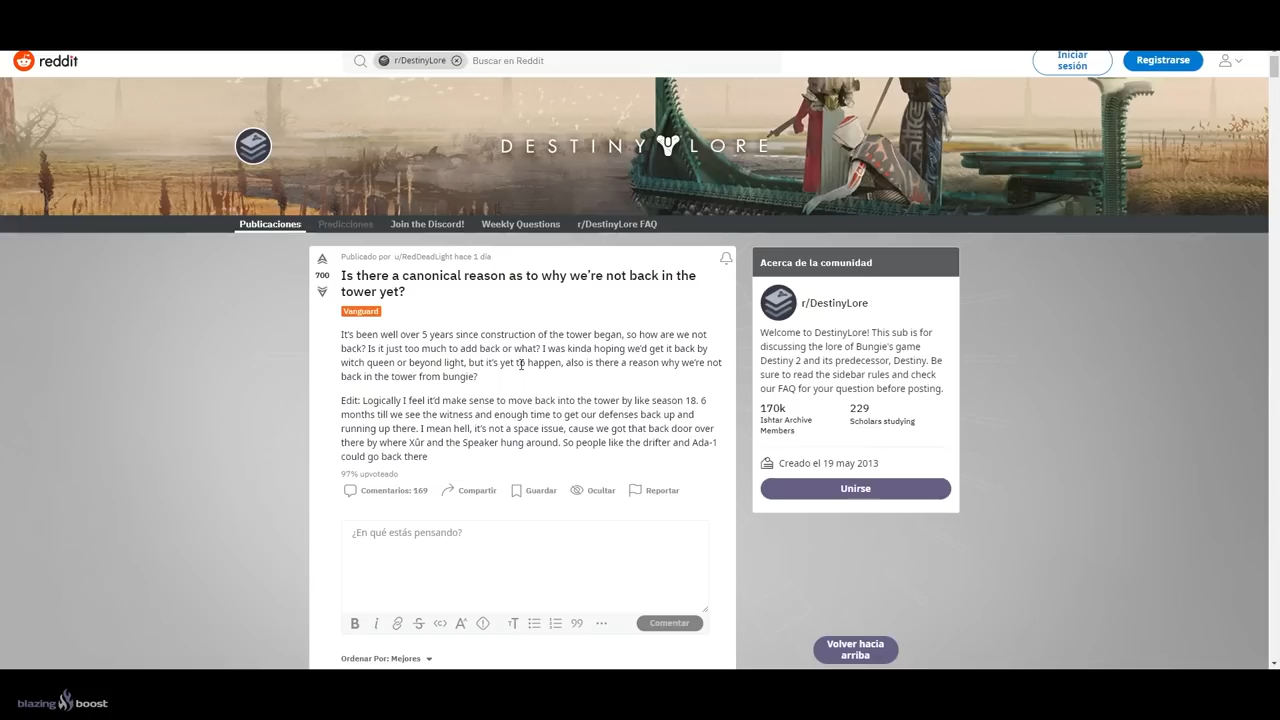 reddit
r/DestinyLore
Buscar en Reddit
Iniciar sesión
Registrarse
DESTINY LORE
Publicaciones
Predicciones
Join the Discord!
Weekly Questions
r/DestinyLore FAQ
Publicado por u/RedDeadLight hace 1 día
700
Is there a canonical reason as to why we're not back in the
tower yet?
Vanguard
It's been well over 5 years since construction of the tower began, so how are we not
back? Is it just too much to add back or what? I was kinda hoping we'd get it back by
witch queen or beyond light, but it's yet to happen, also is there a reason why we're not
back in the tower from bungie?
Edit: Logically I feel it'd make sense to move back into the tower by like season 18. 6
months till we see the witness and enough time to get our defenses back up and
running up there. I mean hell, it's not a space issue, cause we got that back door over
there by where Xûr and the Speaker hung around. So people like the drifter and Ada-1
could go back there
97% upvoteado
Comentarios: 169
Compartir
Guardar
Ocultar
Reportar
¿En qué estás pensando?
Comentar
Ordenar Por: Mejores
Acerca de la comunidad
r/DestinyLore
Welcome to DestinyLore! This sub is for
discussing the lore of Bungie's game
Destiny 2 and its predecessor, Destiny. Be
sure to read the sidebar rules and check
our FAQ for your question before posting.
170k
Ishtar Archive
Members
229
Scholars studying
Creado el 19 may 2013
Unirse
Volver hacia
arriba
blazing boost